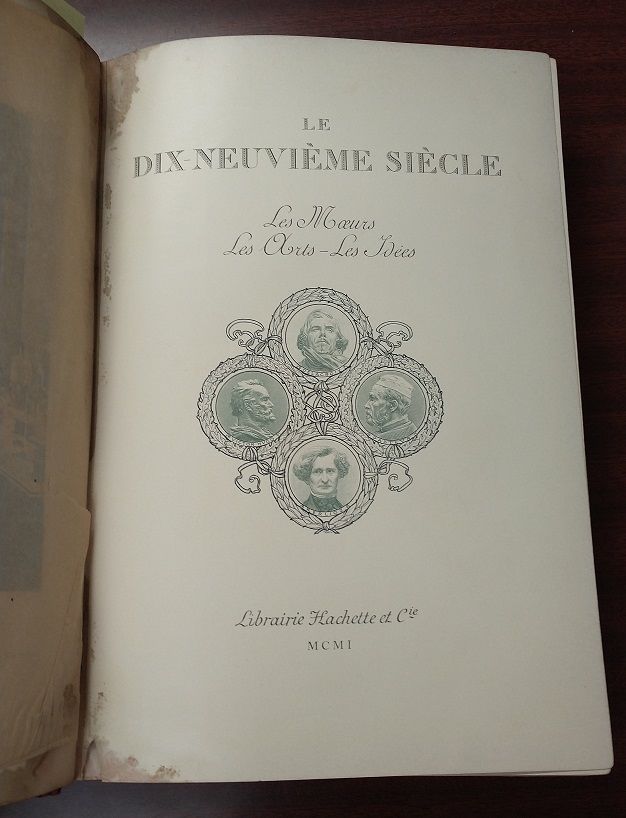 LE
DIX-NEUVIÈME SIÈCLE
Les Mœurs
Les Arts – Les Idées
Librairie Hachette et Cie
MCMI